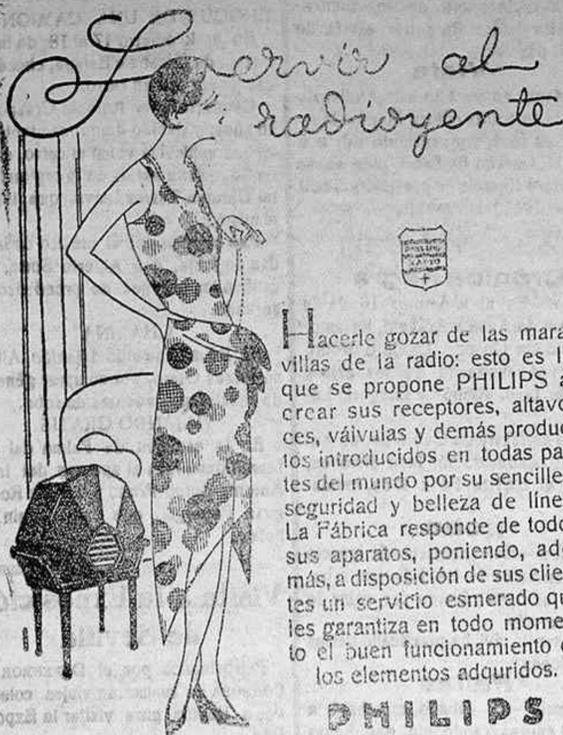 Servir al
radioyente
Hacerle gozar de las mara
villas de la radio: esto es l
que se propone PHILIPS a
crear sus receptores, altavo
ces, válvulas y demás produc
tos introducidos en todas pa
tes del mundo por su sencille
seguridad y belleza de líne
La Fábrica responde de todo
sus aparatos, poniendo, ad
más, a disposición de sus clie
tes un servicio esmerado qu
les garantiza en todo mome
to el buen funcionamiento
los elementos adquridos.
PHILIPS